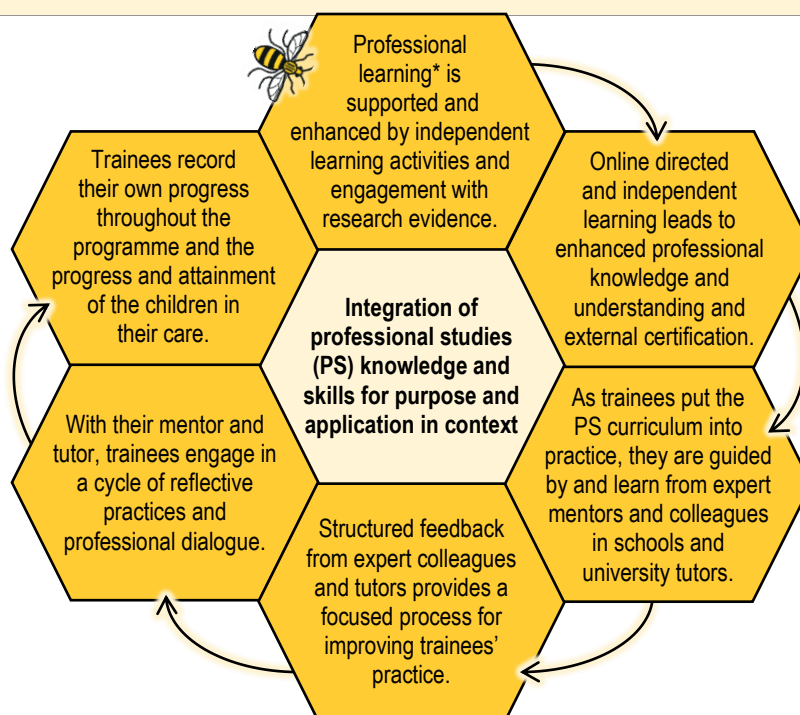 Professional
learning* is
supported and
enhanced by independent
learning activities and
engagement with
research evidence.
Online directed
and independent
learning leads to
enhanced professional
knowledge and
understanding and
external certification.
As trainees put the
PS curriculum into
practice, they are guided
by and learn from expert
mentors and colleagues
in schools and
university tutors.
Structured feedback
from expert colleagues
and tutors provides a
focused process for
improving trainees’
practice.
With their mentor and
tutor, trainees engage in
a cycle of reflective
practices and
professional dialogue.
Trainees record
their own progress
throughout the
programme and the
progress and attainment
of the children in
their care.
Integration of
professional studies
(PS) knowledge and
skills for purpose and
application in context